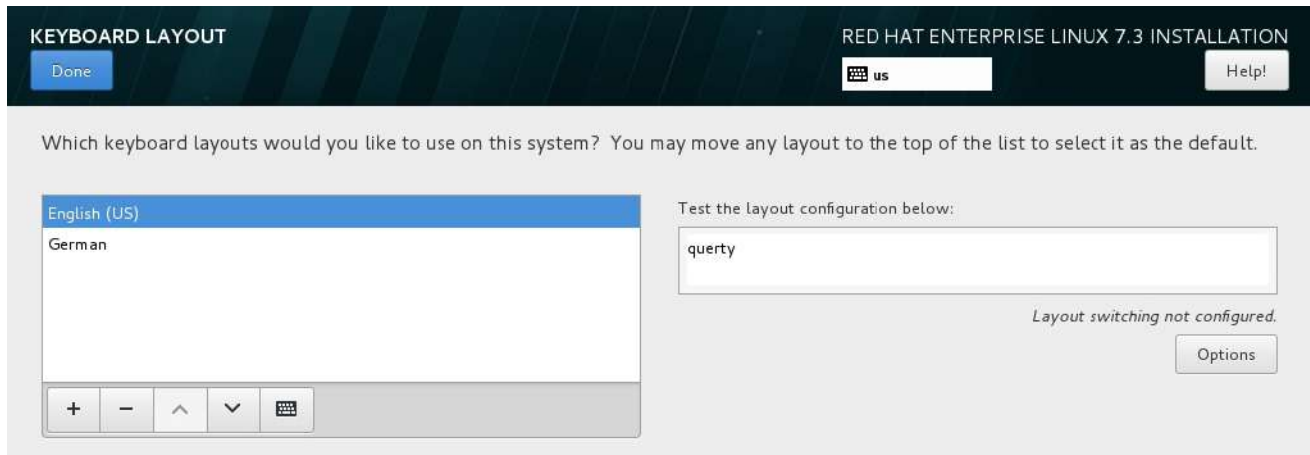 KEYBOARD LAYOUT
RED HAT ENTERPRISE LINUX 7.3 INSTALLATION
Done
us
Help!
Which keyboard layouts would you like to use on this system? You may move any layout to the top of the list to select it as the default.
English (US)
German
Test the layout configuration below:
querty
Layout switching not configured.
Options